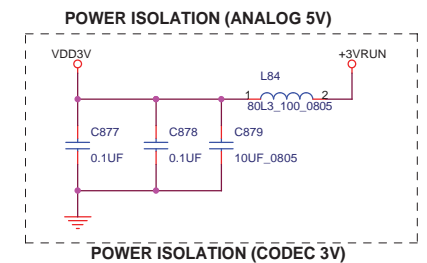 POWER ISOLATION (ANALOG 5V)
VDD3V
+3VRUN
L84
1
2
80L3_100_0805
C877
C878
C879
0.1UF
0.1UF
10UF_0805
POWER ISOLATION (CODEC 3V)